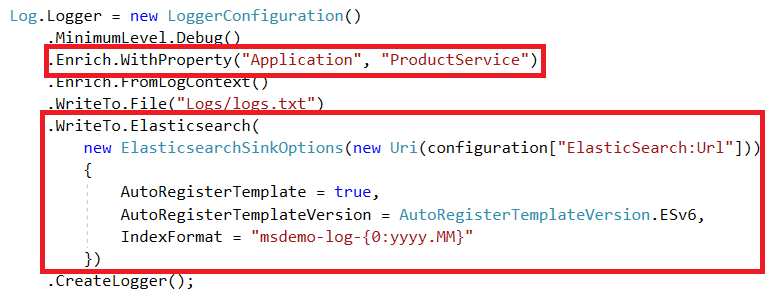 Log.Logger = new LoggerConfiguration()
.MinimumLevel.Debug()
.Enrich.WithProperty("Application", "ProductService")
.Enrich.FromLogContext()
.WriteTo.File("Logs/logs.txt")
.WriteTo.Elasticsearch(
new ElasticsearchSinkOptions(new Uri(configuration["ElasticSearch:Url"]))
{
AutoRegisterTemplate = true,
AutoRegisterTemplateVersion = AutoRegisterTemplateVersion.ESv6,
IndexFormat = "msdemo-log-{0:yyyy.MM}"
})
.CreateLogger();